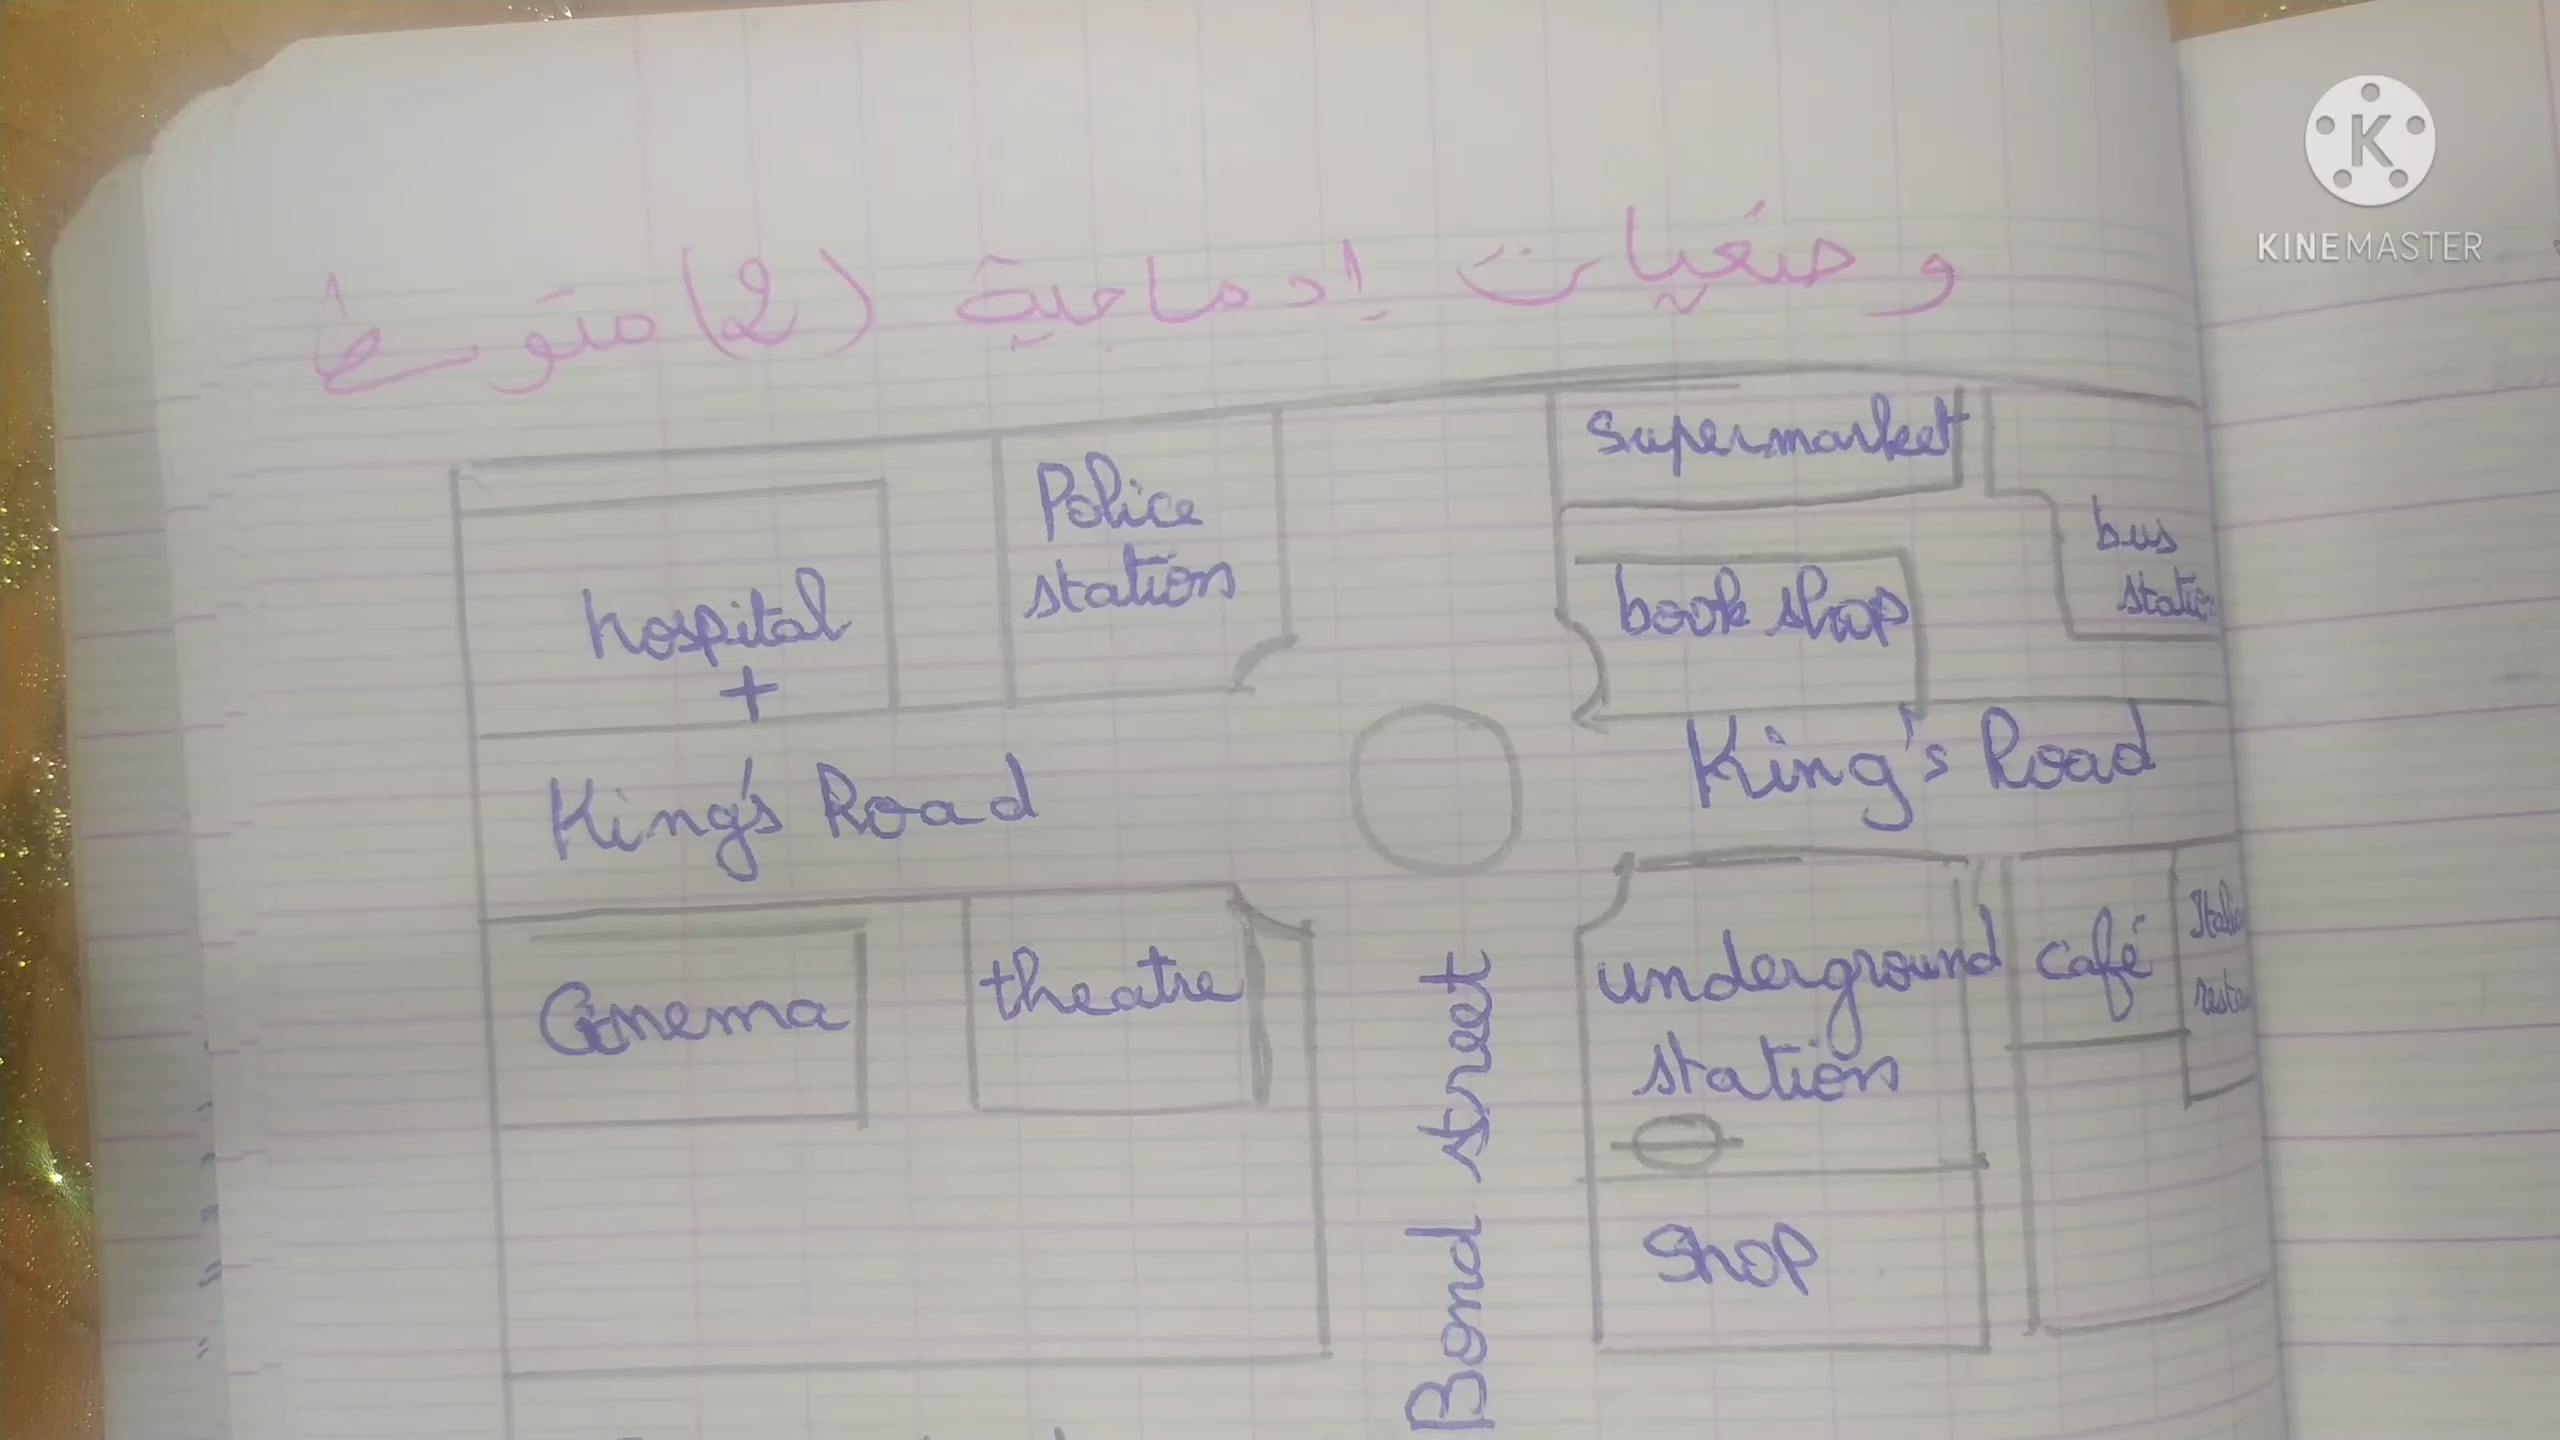 KINEMASTER
وضعيات إدماجية (2) متوسط
Supermarket
Police
station
bus
station
hospital
+
book shop
King's Road
King's Road
Cinema
theatre
underground
station
café
Shop
Bond street